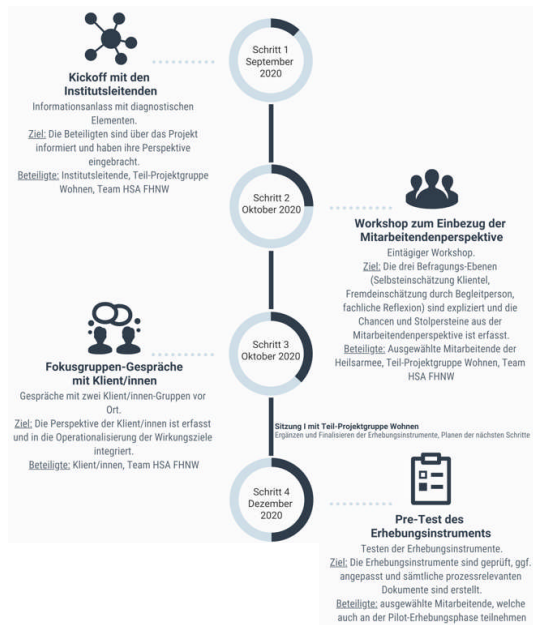 Schritt 1
September
2020
Kickoff mit den
Institutsleitenden
Informationsanlass mit diagnostischen
Elementen.
Ziel: Die Beteiligten sind über das Projekt
informiert und haben ihre Perspektive
eingebracht.
Beteiligte: Institutsleitende, Teil-Projektgruppe
Wohnen, Team HSA FHNW
Schritt 2
Oktober 2020
Workshop zum Einbezug der
Mitarbeitendenperspektive
Eintägiger Workshop.
Ziel: Die drei Befragungs-Ebenen
(Selbsteinschätzung Klientel,
Fremdeinschätzung durch Begleitperson,
fachliche Reflexion) sind expliziert und die
Chancen und Stolpersteine aus der
Mitarbeitendenperspektive ist erfasst.
Beteiligte: Ausgewählte Mitarbeitende der
Heilsarmee, Teil-Projektgruppe Wohnen, Team
HSA FHNW
Schritt 3
Oktober 2020
Fokusgruppen-Gespräche
mit Klient/innen
Gespräche mit zwei Klient/innen-Gruppen vor
Ort.
Ziel: Die Perspektive der Klient/innen ist erfasst
und in die Operationalisierung der Wirkungsziele
integriert.
Beteiligte: Klient/innen, Team HSA FHNW
Sitzung I mit Teil-Projektgruppe Wohnen
Ergänzen und Finalisieren der Erhebungsinstrumente, Planen der nächsten Schritte
Schritt 4
Dezember
2020
Pre-Test des
Erhebungsinstruments
Testen der Erhebungsinstrumente.
Ziel: Die Erhebungsinstrumente sind geprüft, ggf.
angepasst und sämtliche prozessrelevanten
Dokumente sind erstellt.
Beteiligte: ausgewählte Mitarbeitende, welche
auch an der Pilot-Erhebungsphase teilnehmen